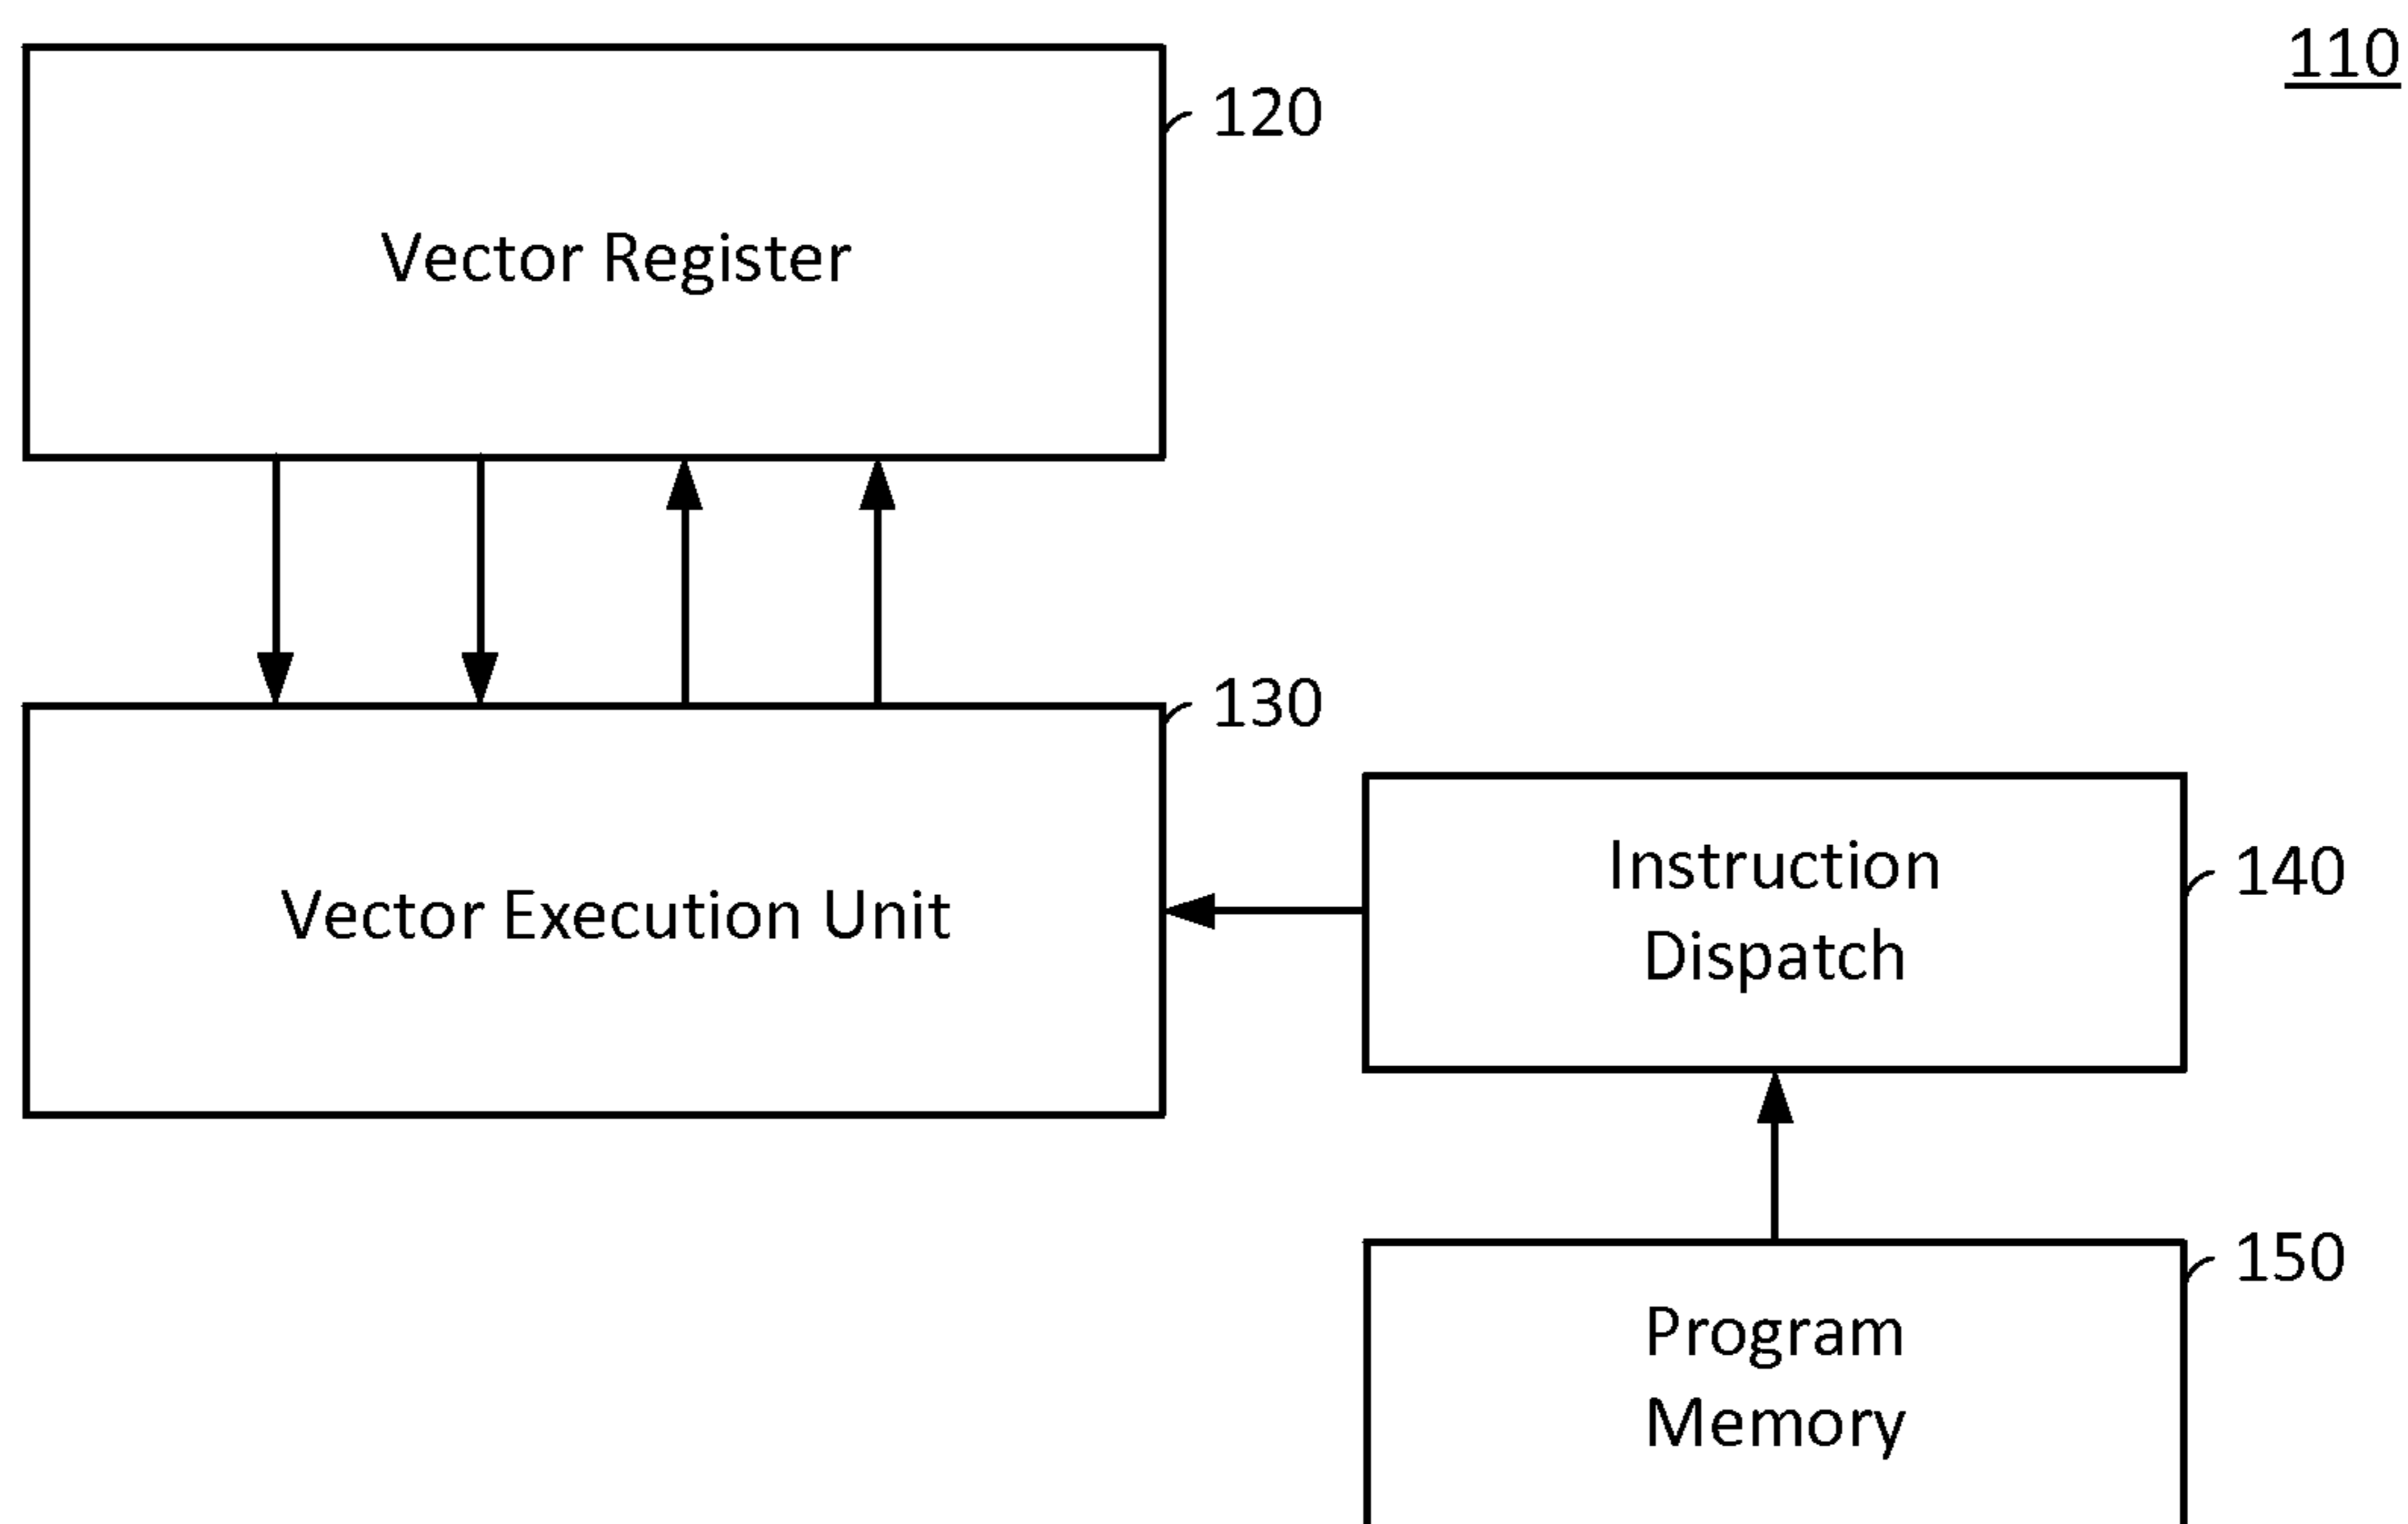 110
120
Vector Register
130
Vector Execution Unit
Instruction
Dispatch
140
150
Program
Memory